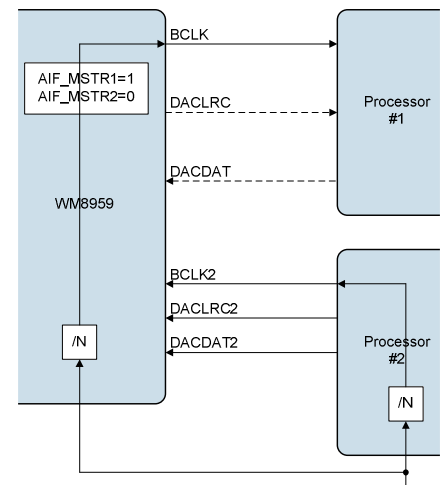 BCLK
AIF_MSTR1=1
AIF_MSTR2=0
DACLRC
Processor
#1
DACDAT
WM8959
BCLK2
DACLRC2
/N
DACDAT2
Processor
#2
/N